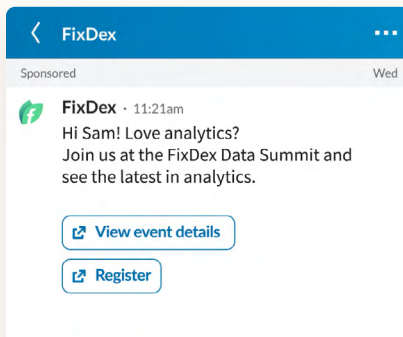 FixDex
Sponsored Wed
FixDex · 11:21am
Hi Sam! Love analytics?
Join us at the FixDex Data Summit and
see the latest in analytics.
View event details
Register